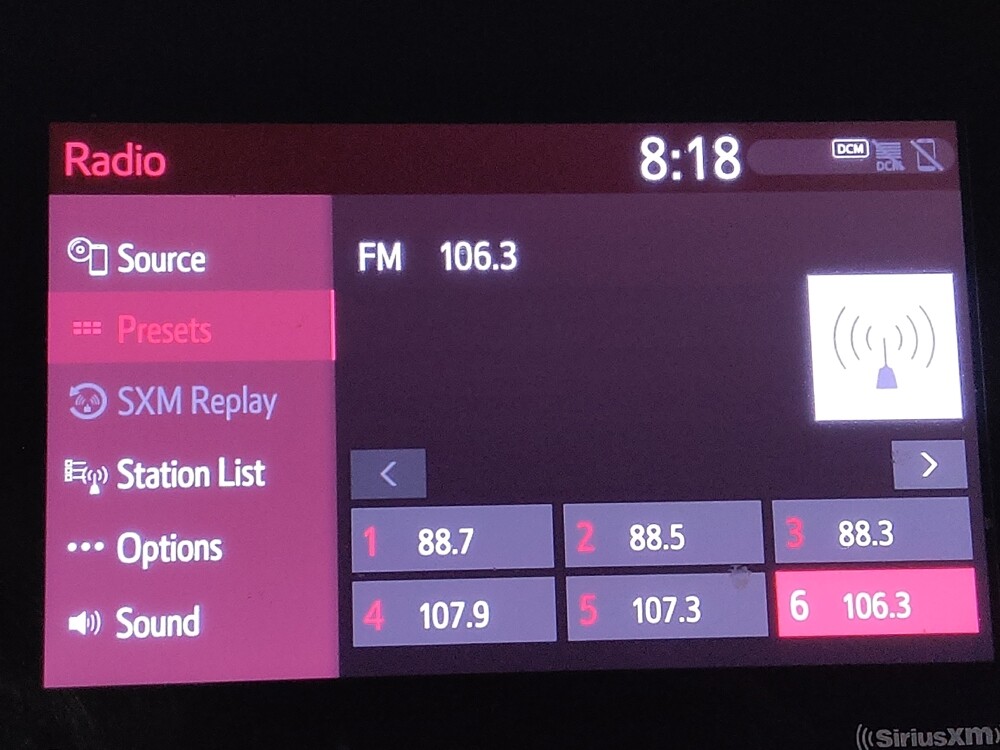 Radio 8:18 DCM DCM
Source
Presets
SXM Replay
Station List
Options
Sound
FM 106.3
< >
1 88.7 2 88.5 3 88.3
4 107.9 5 107.3 6 106.3
SiriusXM